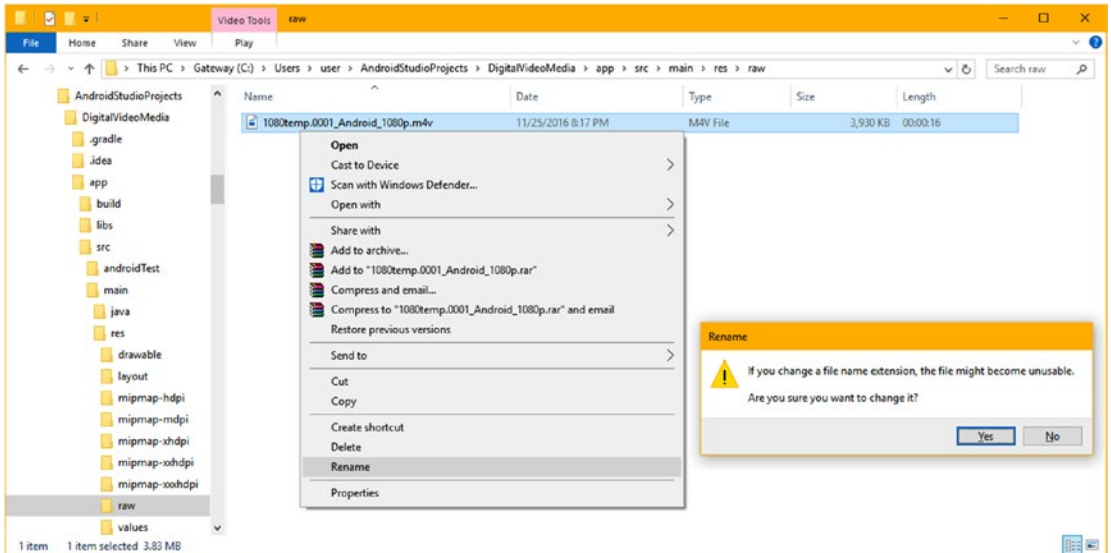 Video Tools raw
File Home Share View Play
This PC > Gateway (C:) > Users > user > AndroidStudioProjects > DigitalVideoMedia > app > src > main > res > raw
Search raw
AndroidStudioProjects
DigitalVideoMedia
.gradle
.idea
app
build
libs
src
androidTest
main
java
res
drawable
layout
mipmap-hdpi
mipmap-mdpi
mipmap-xhdpi
mipmap-xxhdpi
mipmap-xxxhdpi
raw
values
Name Date Type Size Length
1080temp.0001_Android_1080p.m4v 11/25/2016 8:17 PM M4V File 3,930 KB 00:00:16
Open
Cast to Device
Scan with Windows Defender...
Open with
Share with
Add to archive...
Add to "1080temp.0001_Android_1080p.rar"
Compress and email...
Compress to "1080temp.0001_Android_1080p.rar" and email
Restore previous versions
Send to
Cut
Copy
Create shortcut
Delete
Rename
Properties
Rename
If you change a file name extension, the file might become unusable.
Are you sure you want to change it?
Yes No
1 item 1 item selected 3.83 MB